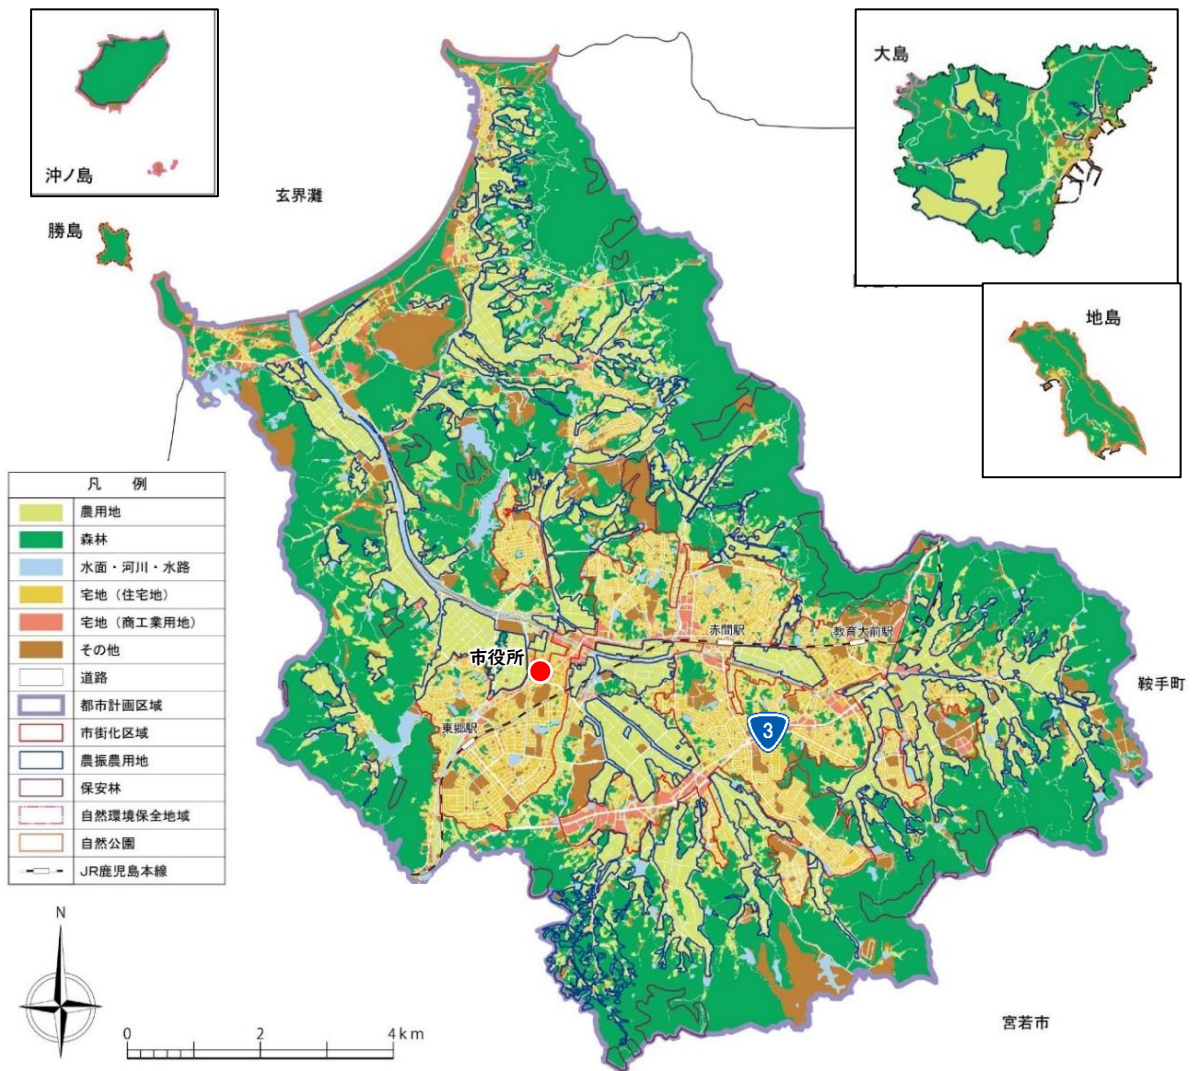 沖ノ島
大島
玄界灘
勝島
地島
凡 例
農用地
森林
水面・河川・水路
宅地（住宅地）
宅地（商工業用地）
その他
道路
都市計画区域
市街化区域
農振農用地
保安林
自然環境保全地域
自然公園
JR鹿児島本線
赤間駅
教育大前駅
市役所
鞍手町
東郷駅
3
N
宮若市
0 2 4km